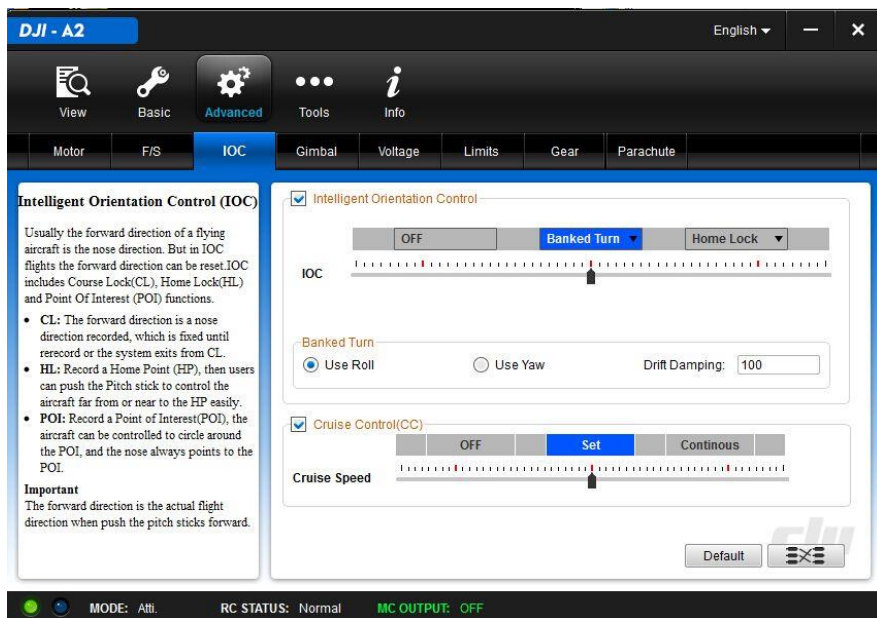 DJI - A2
English
View Basic Advanced Tools Info
Motor F/S IOC Gimbal Voltage Limits Gear Parachute
Intelligent Orientation Control (IOC)
Usually the forward direction of a flying
aircraft is the nose direction. But in IOC
flights the forward direction can be reset.IOC
includes Course Lock(CL), Home Lock(HL)
and Point Of Interest (POI) functions.
• CL: The forward direction is a nose
direction recorded, which is fixed until
rerecord or the system exits from CL.
• HL: Record a Home Point (HP), then users
can push the Pitch stick to control the
aircraft far from or near to the HP easily.
• POI: Record a Point of Interest(POI), the
aircraft can be controlled to circle around
the POI, and the nose always points to the
POI.
Important
The forward direction is the actual flight
direction when push the pitch sticks forward.
Intelligent Orientation Control
OFF Banked Turn Home Lock
IOC
Banked Turn
Use Roll Use Yaw Drift Damping: 100
Cruise Control(CC)
OFF Set Continous
Cruise Speed
Default
MODE: Atti. RC STATUS: Normal MC OUTPUT: OFF